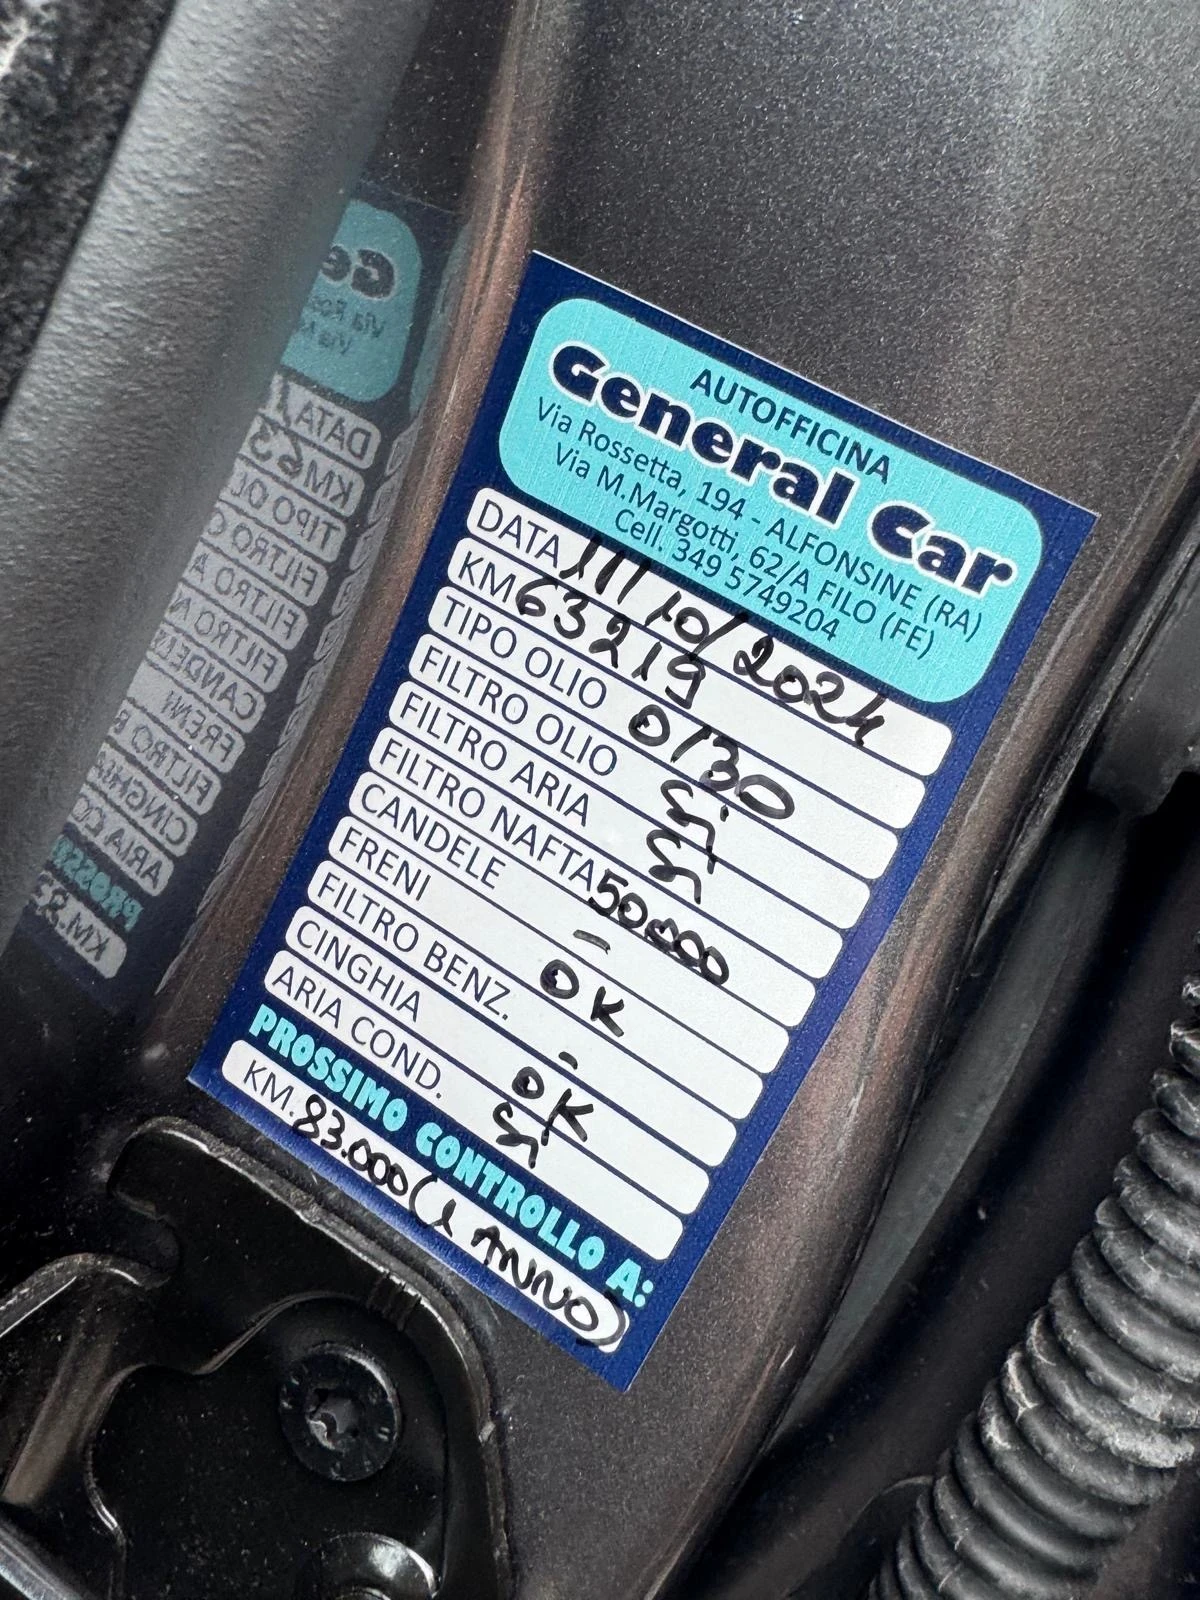 AUTOFFICINA
General Car
Via Rossetta, 194 - ALFONSINE (RA)
Via M.Margotti, 62/A FILO (FE)
Cell. 349 5749204
DATA 11/10/2024
KM 63219
TIPO OLIO 0/30
FILTRO OLIO Si
FILTRO ARIA Si
FILTRO NAFTA 50000
CANDELE -
FRENI OK
FILTRO BENZ. -
CINGHIA OK
ARIA COND. Si
PROSSIMO CONTROLLO A:
KM. 83.000 (1 ANNO)